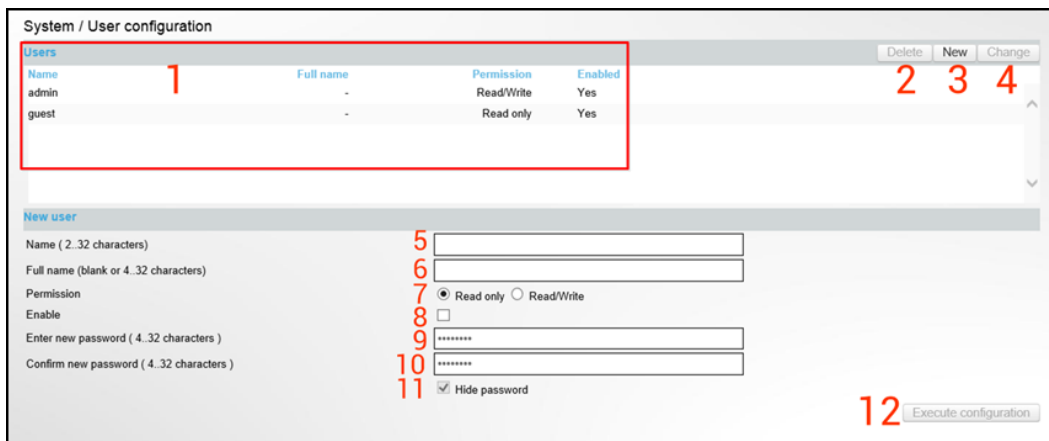 System / User configuration
Users Delete New Change
1 2 3 4
Name Full name Permission Enabled
admin - Read/Write Yes
guest - Read only Yes
New user
Name ( 2..32 characters) 5
Full name (blank or 4..32 characters) 6
Permission 7 Read only Read/Write
Enable 8
Enter new password ( 4..32 characters ) 9 ********
Confirm new password ( 4..32 characters ) 10 ********
11 Hide password
12 Execute configuration